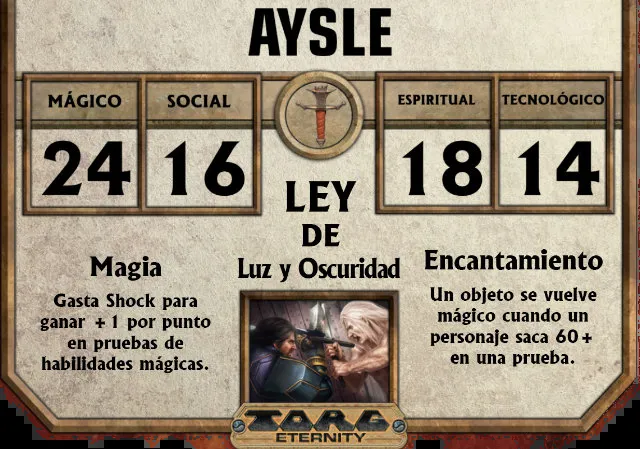 AYSLE
MÁGICO
24
SOCIAL
16
ESPIRITUAL
18
TECNOLÓGICO
14
LEY
DE
Luz y Oscuridad
Magia
Gasta Shock para
ganar +1 por punto
en pruebas de
habilidades mágicas.
Encantamiento
Un objeto se vuelve
mágico cuando un
personaje saca 60+
en una prueba.
TORG
ETERNITY